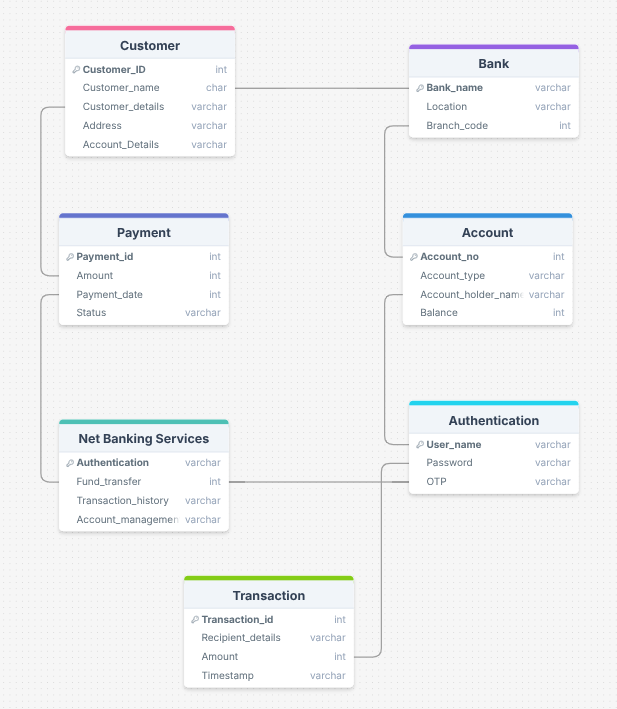 Customer
Customer_ID int
Customer_name char
Customer_details varchar
Address varchar
Account_Details varchar
Bank
Bank_name varchar
Location varchar
Branch_code int
Payment
Payment_id int
Amount int
Payment_date int
Status varchar
Account
Account_no int
Account_type varchar
Account_holder_name varchar
Balance int
Net Banking Services
Authentication varchar
Fund_transfer int
Transaction_history varchar
Account_managemen varchar
Authentication
User_name varchar
Password varchar
OTP varchar
Transaction
Transaction_id int
Recipient_details varchar
Amount int
Timestamp varchar